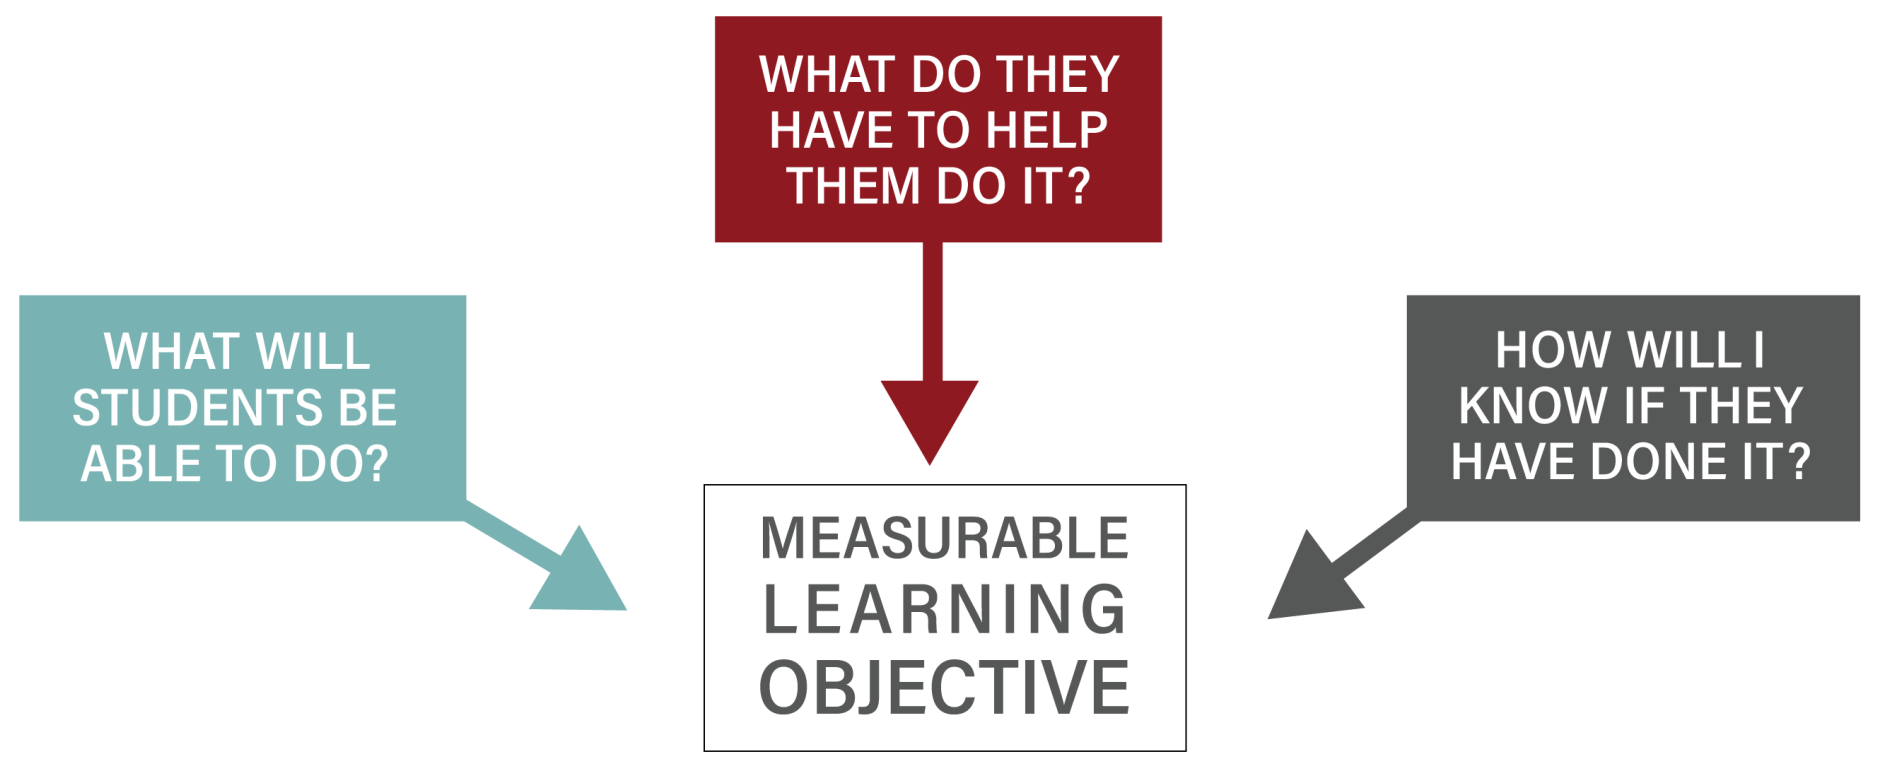 WHAT DO THEY
HAVE TO HELP
THEM DO IT?
WHAT WILL
STUDENTS BE
ABLE TO DO?
HOW WILL I
KNOW IF THEY
HAVE DONE IT?
MEASURABLE
LEARNING
OBJECTIVE